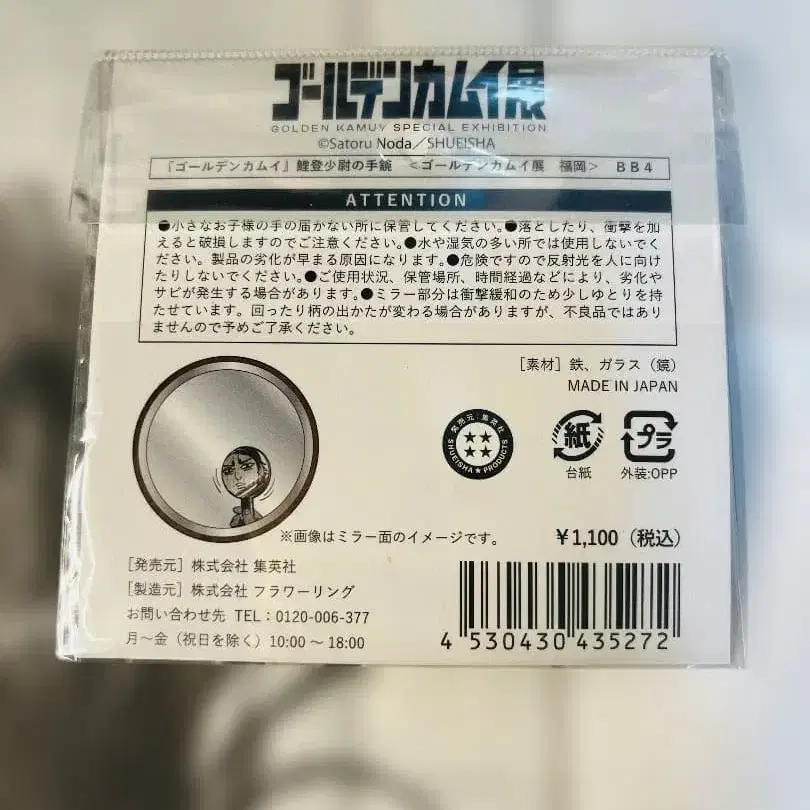 ゴールデンカムイ展
GOLDEN KAMUY SPECIAL EXHIBITION
©Satoru Noda／SHUEISHA
『ゴールデンカムイ』鯉登少尉の手鏡　＜ゴールデンカムイ展　福岡＞　ＢＢ４
ATTENTION
●小さなお子様の手の届かない所に保管してください。●落としたり、衝撃を加
えると破損しますのでご注意ください。●水や湿気の多い所では使用しないでく
ださい。製品の劣化が早まる原因になります。●危険ですので反射光を人に向け
たりしないでください。●ご使用状況、保管場所、時間経過などにより、劣化や
サビが発生する場合があります。●ミラー部分は衝撃緩和のため少しゆとりを持
たせています。回ったり柄の出かたが変わる場合がありますが、不良品ではあり
ませんので予めご了承ください。
［素材］鉄、ガラス（鏡）
MADE IN JAPAN
発売元：集英社
SHUEISHA★PRODUCTS
紙
プラ
台紙
外装:OPP
※画像はミラー面のイメージです。
￥1,100（税込）
［発売元］株式会社 集英社
［製造元］株式会社 フラワーリング
お問い合わせ先 TEL：0120-006-377
月〜金（祝日を除く）10:00 〜 18:00
4 530430 435272